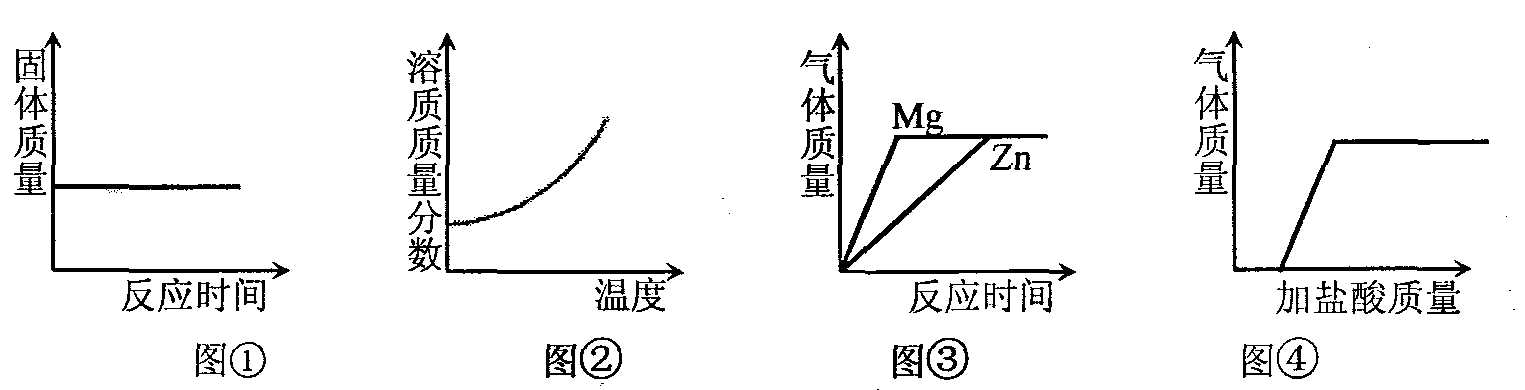 固体质量
反应时间
图①
溶质质量分数
温度
图②
气体质量
Mg
Zn
反应时间
图③
气体质量
加盐酸质量
图④